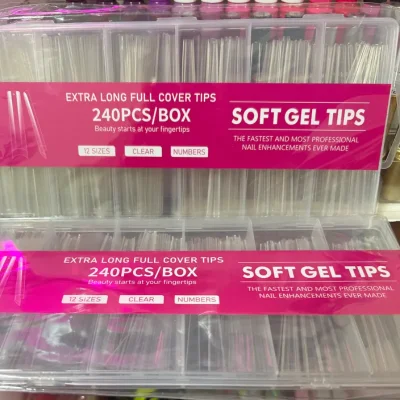 EXTRA LONG FULL COVER TIPS
240PCS/BOX
Beauty starts at your fingertips
12 SIZES CLEAR NUMBERS
SOFT GEL TIPS
THE FASTEST AND MOST PROFESSIONAL
NAIL ENHANCEMENTS EVER MADE
EXTRA LONG FULL COVER TIPS
240PCS/BOX
Beauty starts at your fingertips
12 SIZES CLEAR NUMBERS
SOFT GEL TIPS
THE FASTEST AND MOST PROFESSIONAL
NAIL ENHANCEMENTS EVER MADE